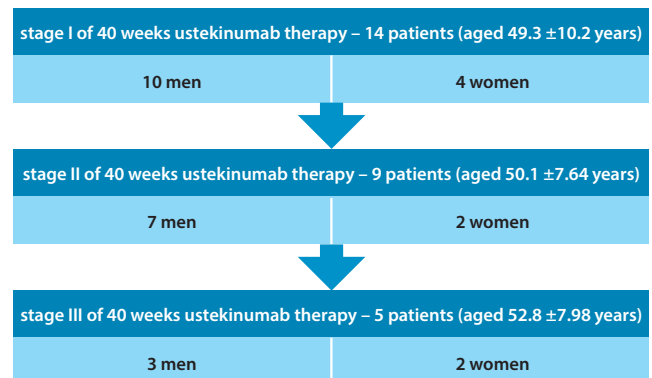 stage I of 40 weeks ustekinumab therapy – 14 patients (aged 49.3 ±10.2 years)
10 men 4 women
stage II of 40 weeks ustekinumab therapy – 9 patients (aged 50.1 ±7.64 years)
7 men 2 women
stage III of 40 weeks ustekinumab therapy – 5 patients (aged 52.8 ±7.98 years)
3 men 2 women